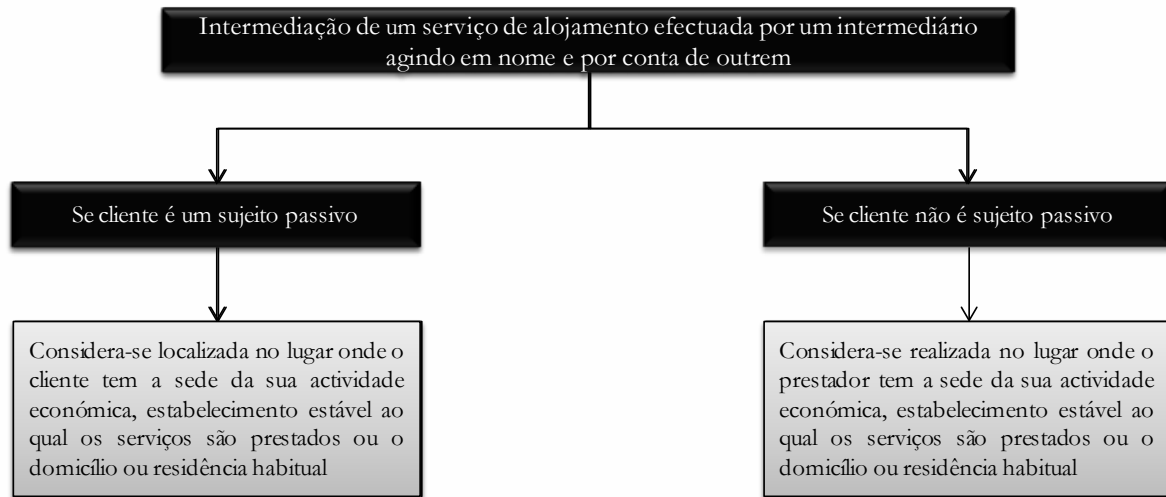 Intermediação de um serviço de alojamento efectuada por um intermediário
agindo em nome e por conta de outrem
Se cliente é um sujeito passivo
Se cliente não é sujeito passivo
Considera-se localizada no lugar onde o
cliente tem a sede da sua actividade
económica, estabelecimento estável ao
qual os serviços são prestados ou o
domicílio ou residência habitual
Considera-se realizada no lugar onde o
prestador tem a sede da sua actividade
económica, estabelecimento estável ao
qual os serviços são prestados ou o
domicílio ou residência habitual